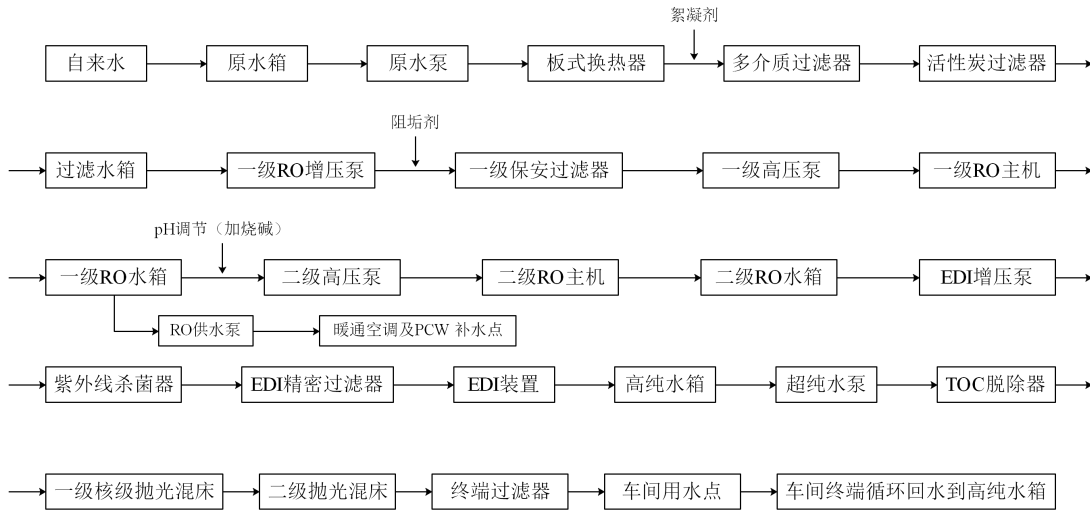 絮凝剂
自来水 原水箱 原水泵 板式换热器 多介质过滤器 活性炭过滤器
阻垢剂
过滤水箱 一级RO增压泵 一级保安过滤器 一级高压泵 一级RO主机
pH调节（加烧碱）
一级RO水箱 二级高压泵 二级RO主机 二级RO水箱 EDI增压泵
RO供水泵 暖通空调及PCW 补水点
紫外线杀菌器 EDI精密过滤器 EDI装置 高纯水箱 超纯水泵 TOC脱除器
一级核级抛光混床 二级抛光混床 终端过滤器 车间用水点 车间终端循环回水到高纯水箱